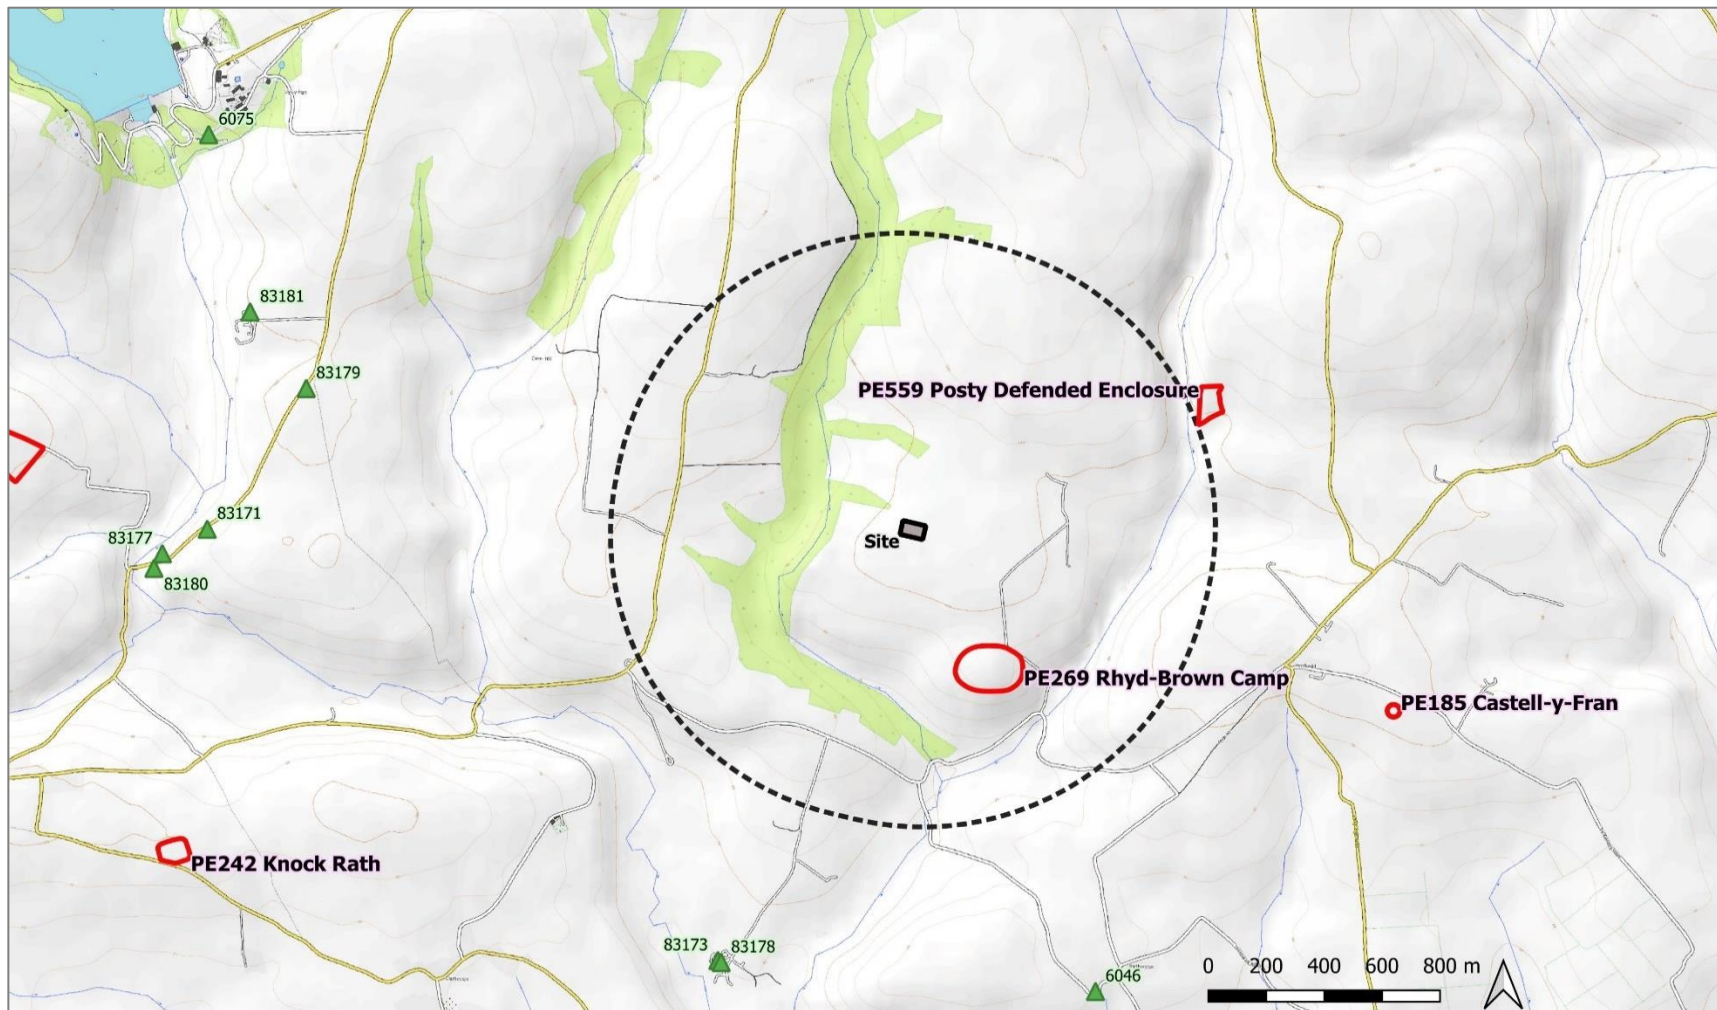 6075
83181
83179
PE559 Posty Defended Enclosure
83171
83177
Site
83180
PE269 Rhyd-Brown Camp
PE185 Castell-y-Fran
PE242 Knock Rath
83173 83178
6046
0 200 400 600 800 m